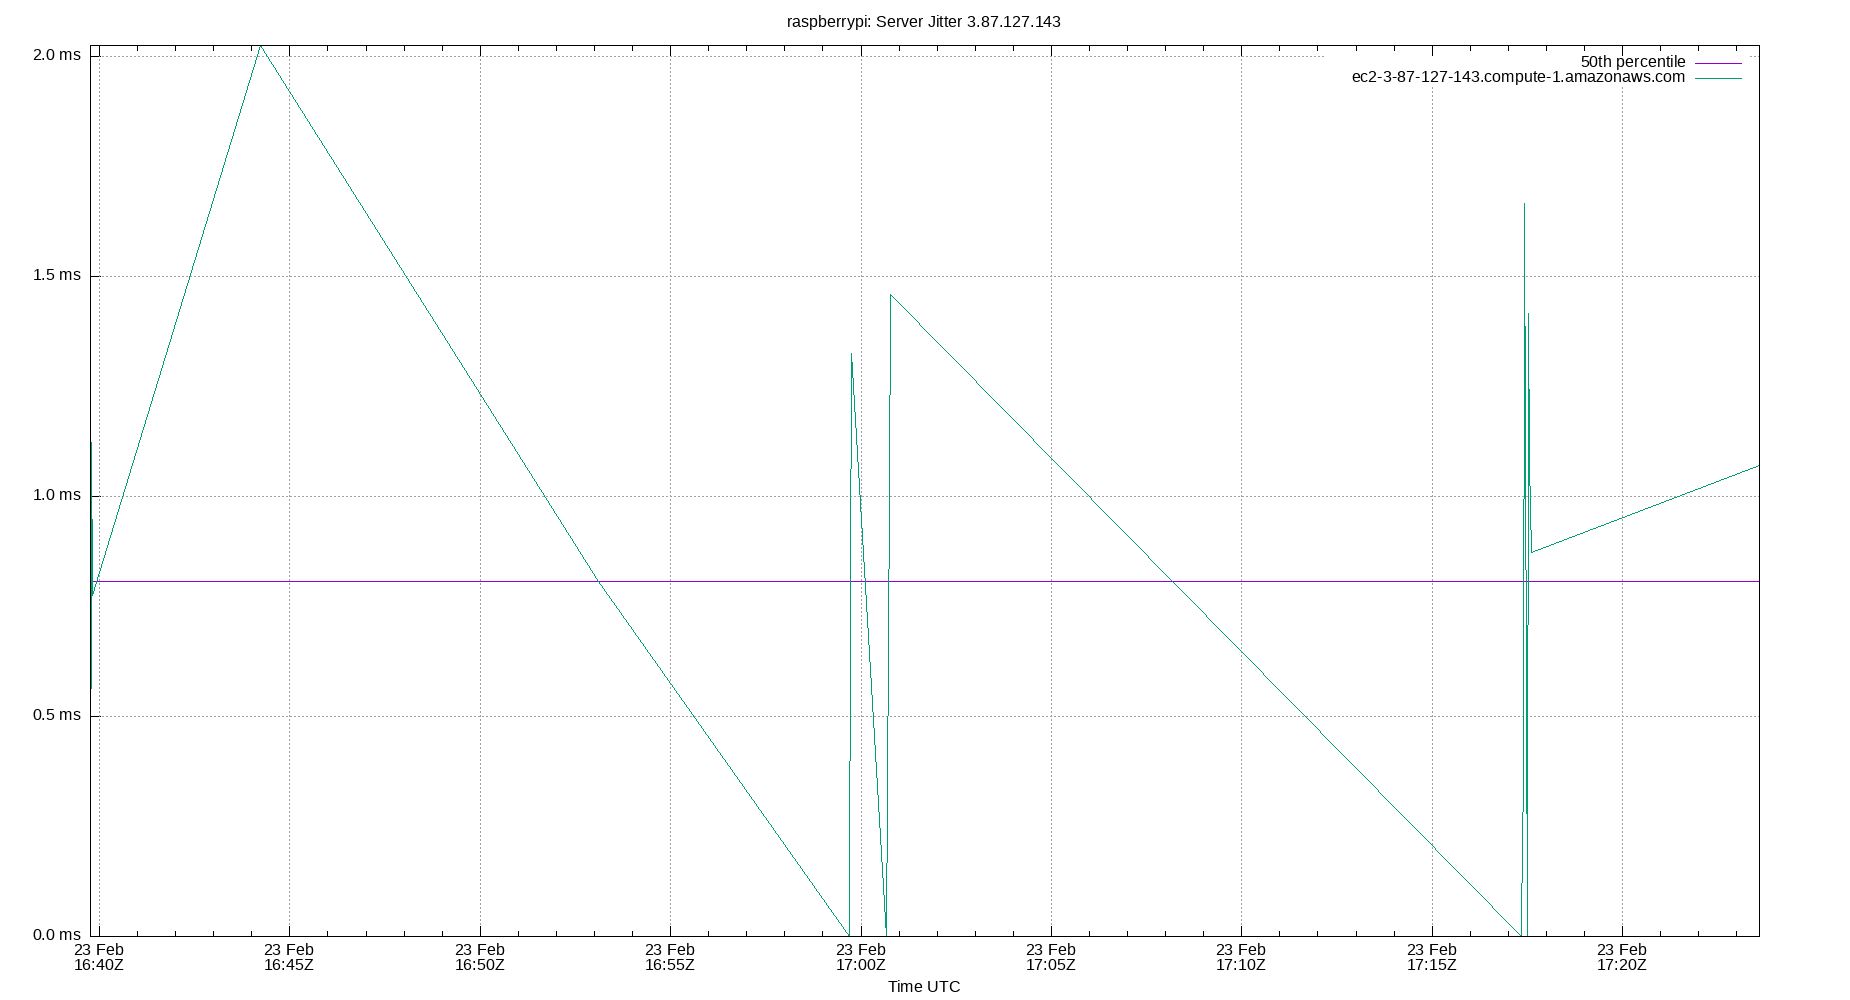 raspberrypi: Server Jitter 3.87.127.143
2.0 ms
50th percentile
ec2-3-87-127-143.compute-1.amazonaws.com
1.5 ms
1.0 ms
0.5 ms
0.0 ms
23 Feb 23 Feb 23 Feb 23 Feb 23 Feb 23 Feb 23 Feb 23 Feb 23 Feb
16:40Z 16:45Z 16:50Z 16:55Z 17:00Z 17:05Z 17:10Z 17:15Z 17:20Z
Time UTC